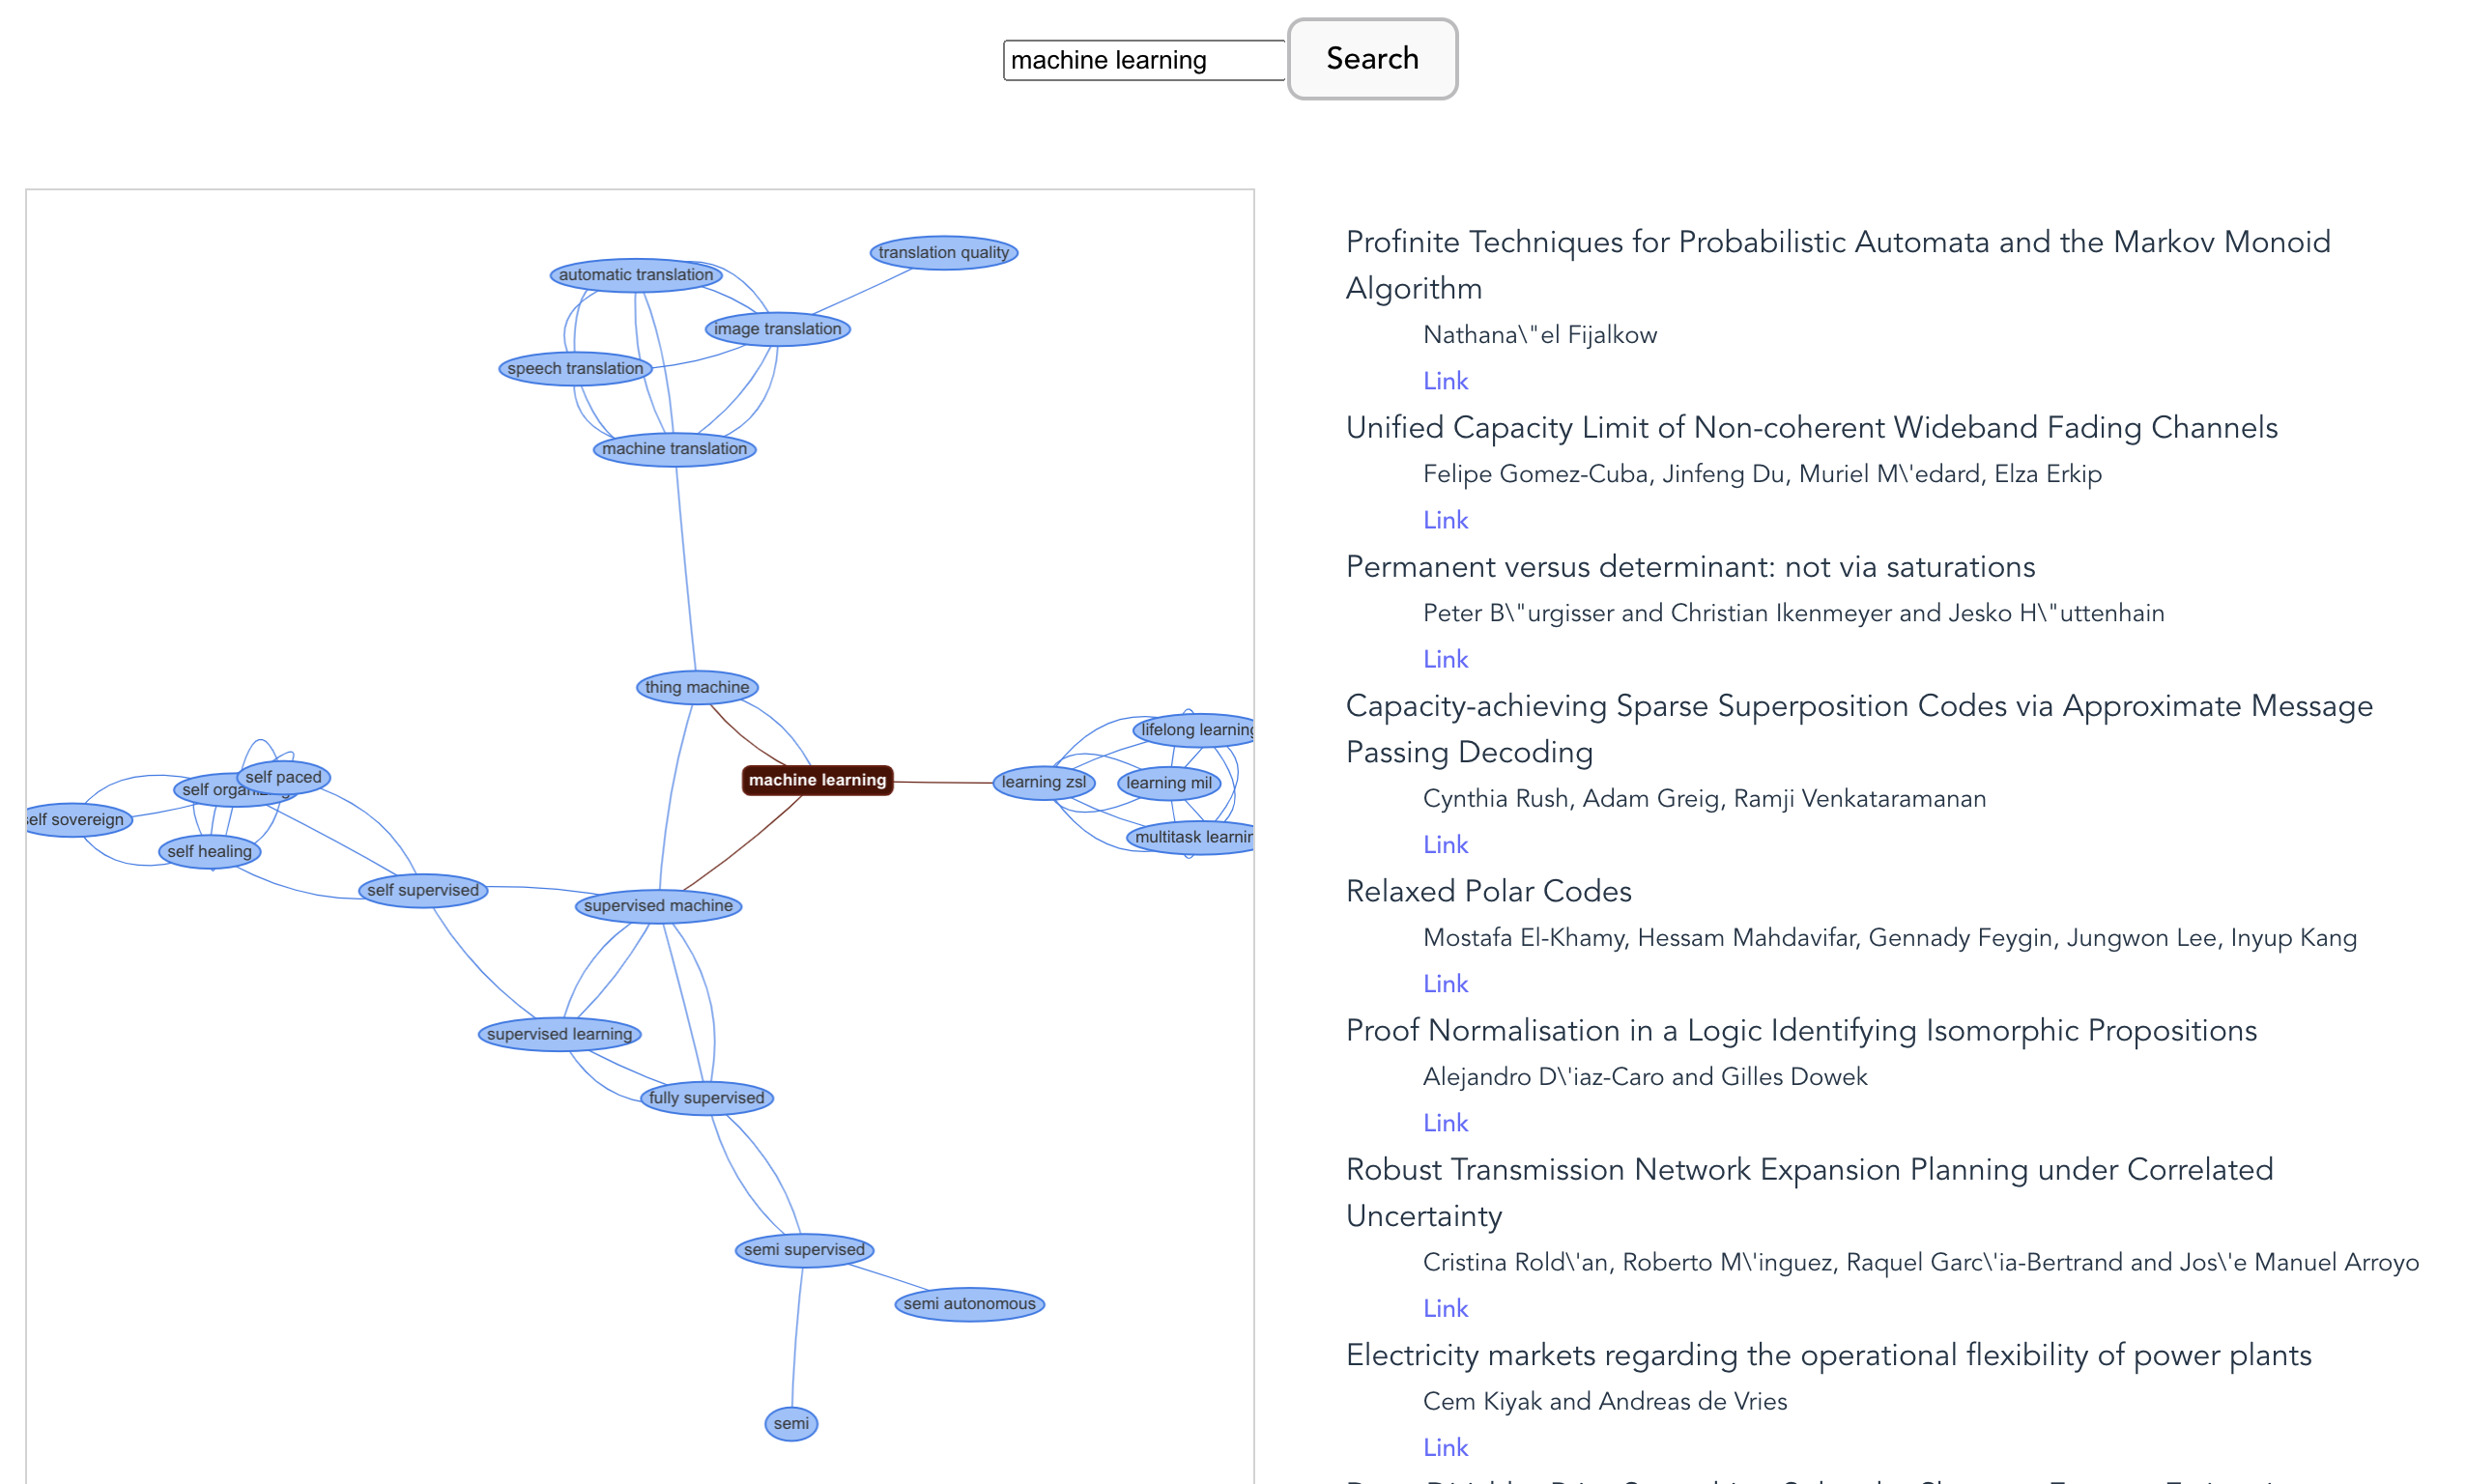 machine learning
Search
translation quality
automatic translation
image translation
speech translation
machine translation
thing machine
lifelong learning
machine learning
learning zsl
learning mil
self paced
self
self sovereign
multitask
self healing
self supervised
supervised machine
supervised learning
fully supervised
semi supervised
semi autonomous
semi
Profinite Techniques for Probabilistic Automata and the Markov Monoid
Algorithm
Nathana\"el Fijalkow
Link
Unified Capacity Limit of Non-coherent Wideband Fading Channels
Felipe Gomez-Cuba, Jinfeng Du, Muriel M\'edard, Elza Erkip
Link
Permanent versus determinant: not via saturations
Peter B\"urgisser and Christian Ikenmeyer and Jesko H\"uttenhain
Link
Capacity-achieving Sparse Superposition Codes via Approximate Message
Passing Decoding
Cynthia Rush, Adam Greig, Ramji Venkataramanan
Link
Relaxed Polar Codes
Mostafa El-Khamy, Hessam Mahdavifar, Gennady Feygin, Jungwon Lee, Inyup Kang
Link
Proof Normalisation in a Logic Identifying Isomorphic Propositions
Alejandro D\'iaz-Caro and Gilles Dowek
Link
Robust Transmission Network Expansion Planning under Correlated
Uncertainty
Cristina Rold\'an, Roberto M\'inguez, Raquel Garc\'ia-Bertrand and Jos\'e Manuel Arroyo
Link
Electricity markets regarding the operational flexibility of power plants
Cem Kiyak and Andreas de Vries
Link